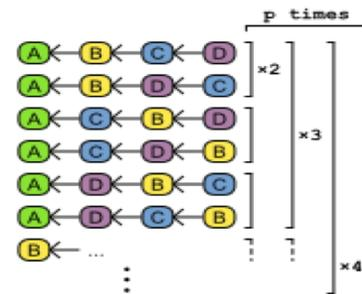 p times
A B C D
A B D C ×2
A C B D
A C D B ×3
A D B C
A D C B
B ... ×4